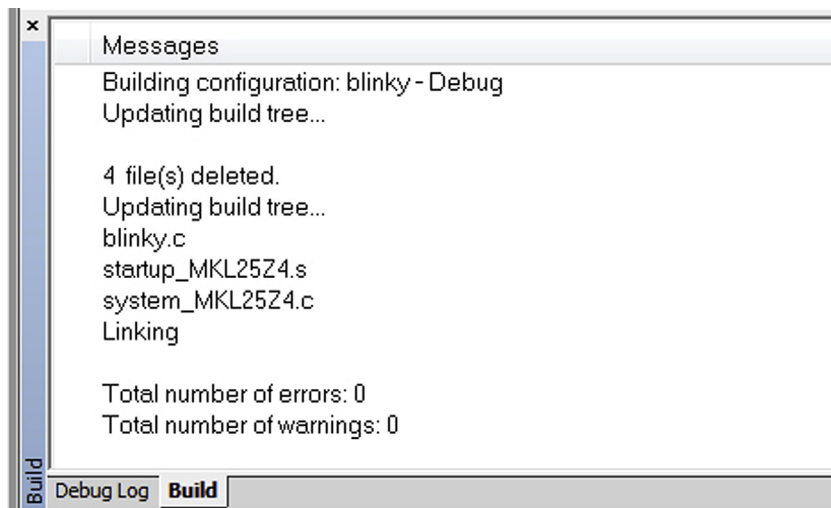 ×
Messages
Building configuration: blinky - Debug
Updating build tree...
4 file(s) deleted.
Updating build tree...
blinky.c
startup_MKL25Z4.s
system_MKL25Z4.c
Linking
Total number of errors: 0
Total number of warnings: 0
Build
Debug Log Build